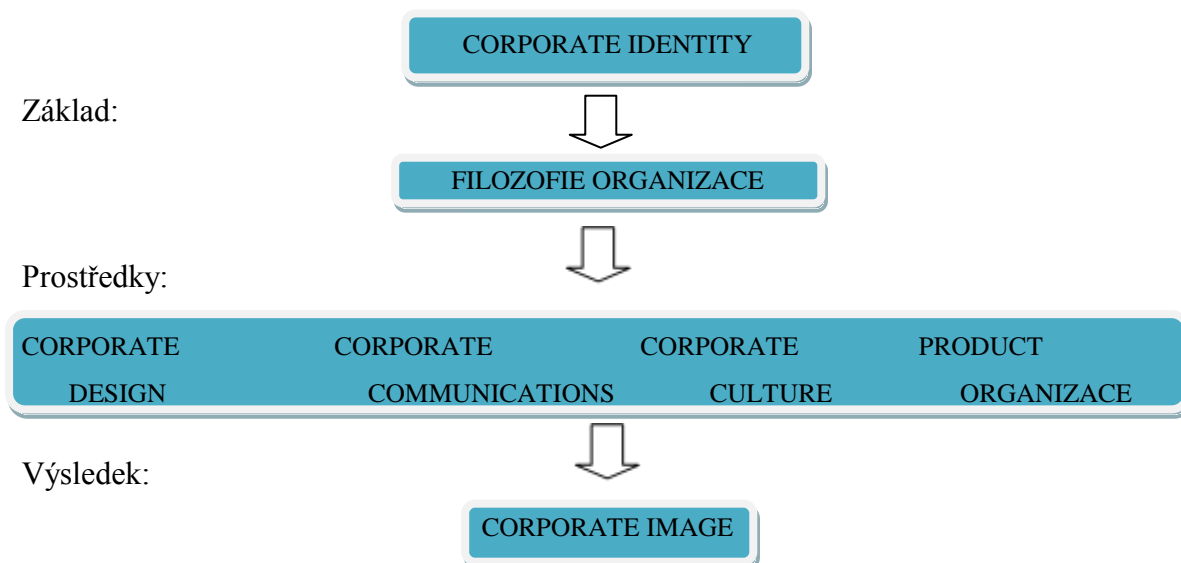 CORPORATE IDENTITY
Základ:
FILOZOFIE ORGANIZACE
Prostředky:
CORPORATE CORPORATE CORPORATE PRODUCT
DESIGN COMMUNICATIONS CULTURE ORGANIZACE
Výsledek:
CORPORATE IMAGE